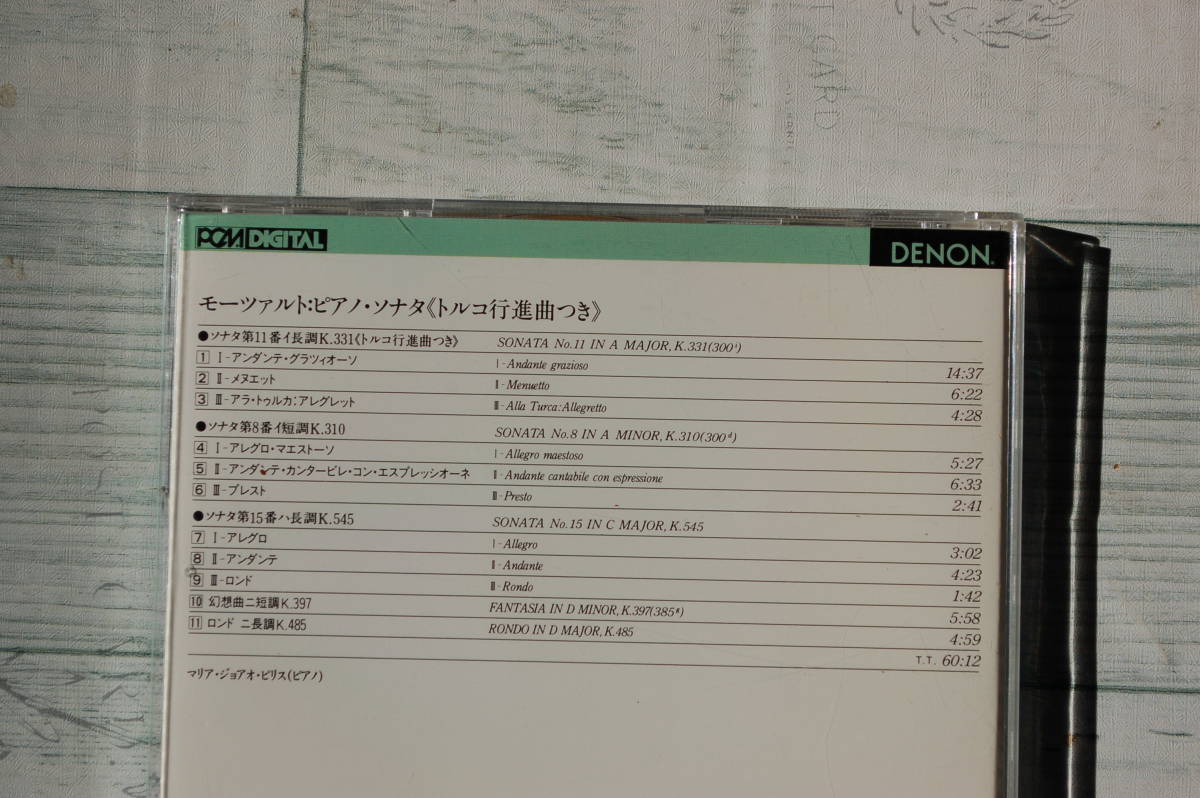 T CARD
PCM DIGITAL
DENON
モーツァルト:ピアノ・ソナタ《トルコ行進曲つき》
●ソナタ第11番イ長調K.331《トルコ行進曲つき》 SONATA No.11 IN A MAJOR, K.331(300ⁱ)
1 Ⅰ-アンダンテ・グラツィオーソ Ⅰ-Andante grazioso 14:37
2 Ⅱ-メヌエット Ⅱ-Menuetto 6:22
3 Ⅲ-アラ・トゥルカ:アレグレット Ⅲ-Alla Turca:Allegretto 4:28
●ソナタ第8番イ短調K.310 SONATA No.8 IN A MINOR, K.310(300ᵈ)
4 Ⅰ-アレグロ・マエストーソ Ⅰ-Allegro maestoso 5:27
5 Ⅱ-アンダンテ・カンタービレ・コン・エスプレッシオーネ Ⅱ-Andante cantabile con espressione 6:33
6 Ⅲ-プレスト Ⅲ-Presto 2:41
●ソナタ第15番ハ長調K.545 SONATA No.15 IN C MAJOR, K.545
7 Ⅰ-アレグロ Ⅰ-Allegro 3:02
8 Ⅱ-アンダンテ Ⅱ-Andante 4:23
9 Ⅲ-ロンド Ⅲ-Rondo 1:42
10 幻想曲ニ短調K.397 FANTASIA IN D MINOR, K.397(385ᵍ) 5:58
11 ロンド ニ長調K.485 RONDO IN D MAJOR, K.485 4:59
T.T. 60:12
マリア・ジョアオ・ピリス(ピアノ)